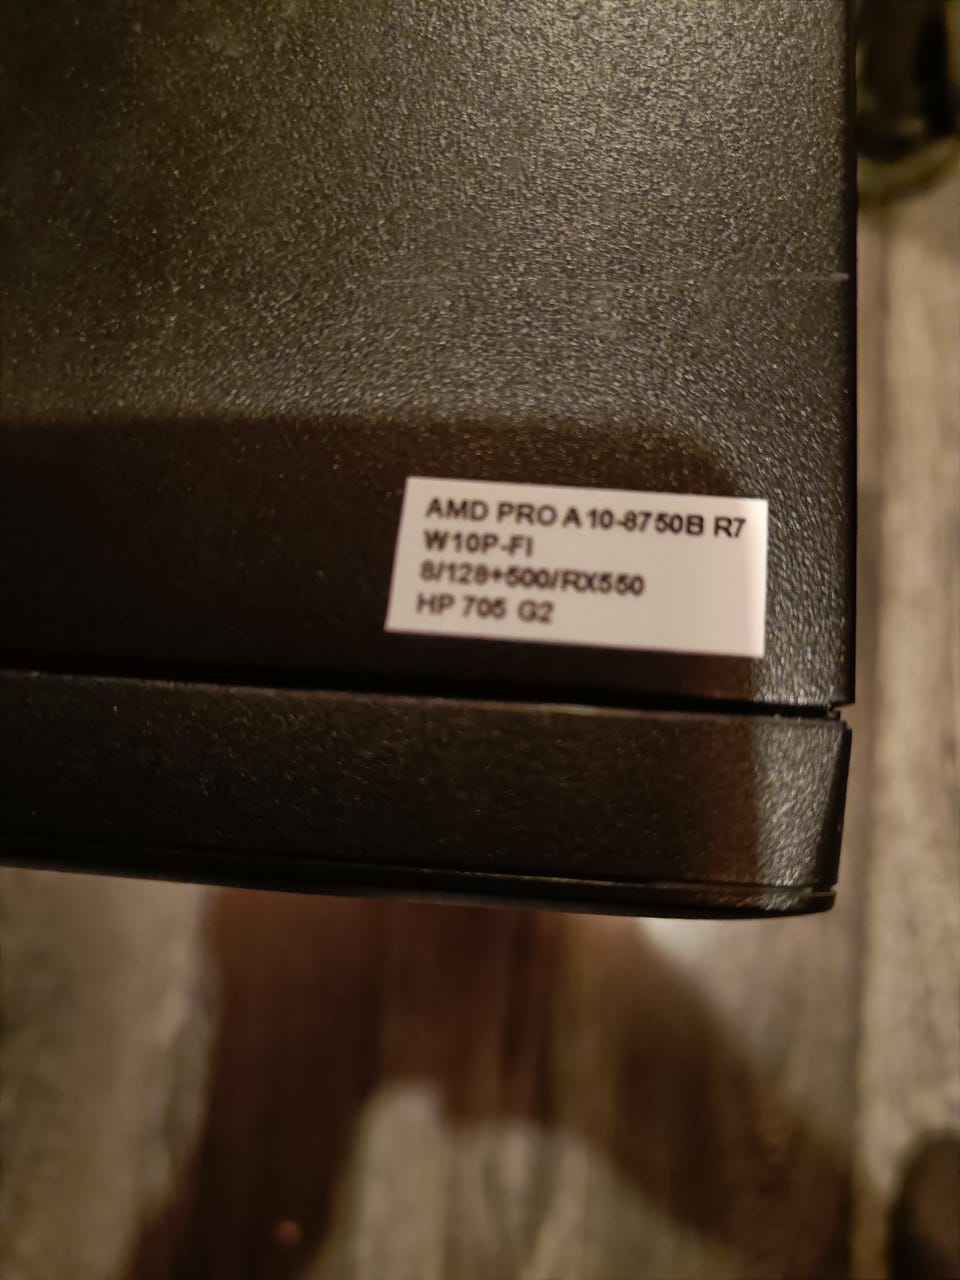 AMD PRO A10-8750B R7
W10P-FI
8/128+500/RX550
HP 705 G2